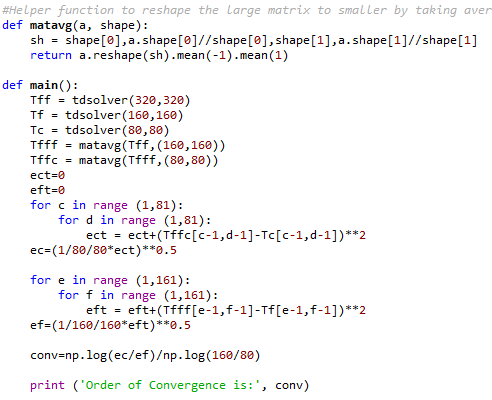 #Helper function to reshape the large matrix to smaller by taking aver
def matavg(a, shape):
    sh = shape[0],a.shape[0]//shape[0],shape[1],a.shape[1]//shape[1]
    return a.reshape(sh).mean(-1).mean(1)
def main():
    Tff = tdsolver(320,320)
    Tf = tdsolver(160,160)
    Tc = tdsolver(80,80)
    Tfff = matavg(Tff,(160,160))
    Tffc = matavg(Tfff,(80,80))
    ect=0
    eft=0
    for c in range (1,81):
        for d in range (1,81):
            ect = ect+(Tffc[c-1,d-1]-Tc[c-1,d-1])**2
    ec=(1/80/80*ect)**0.5
    for e in range (1,161):
        for f in range (1,161):
            eft = eft+(Tfff[e-1,f-1]-Tf[e-1,f-1])**2
    ef=(1/160/160*eft)**0.5
    conv=np.log(ec/ef)/np.log(160/80)
    print ('Order of Convergence is:', conv)